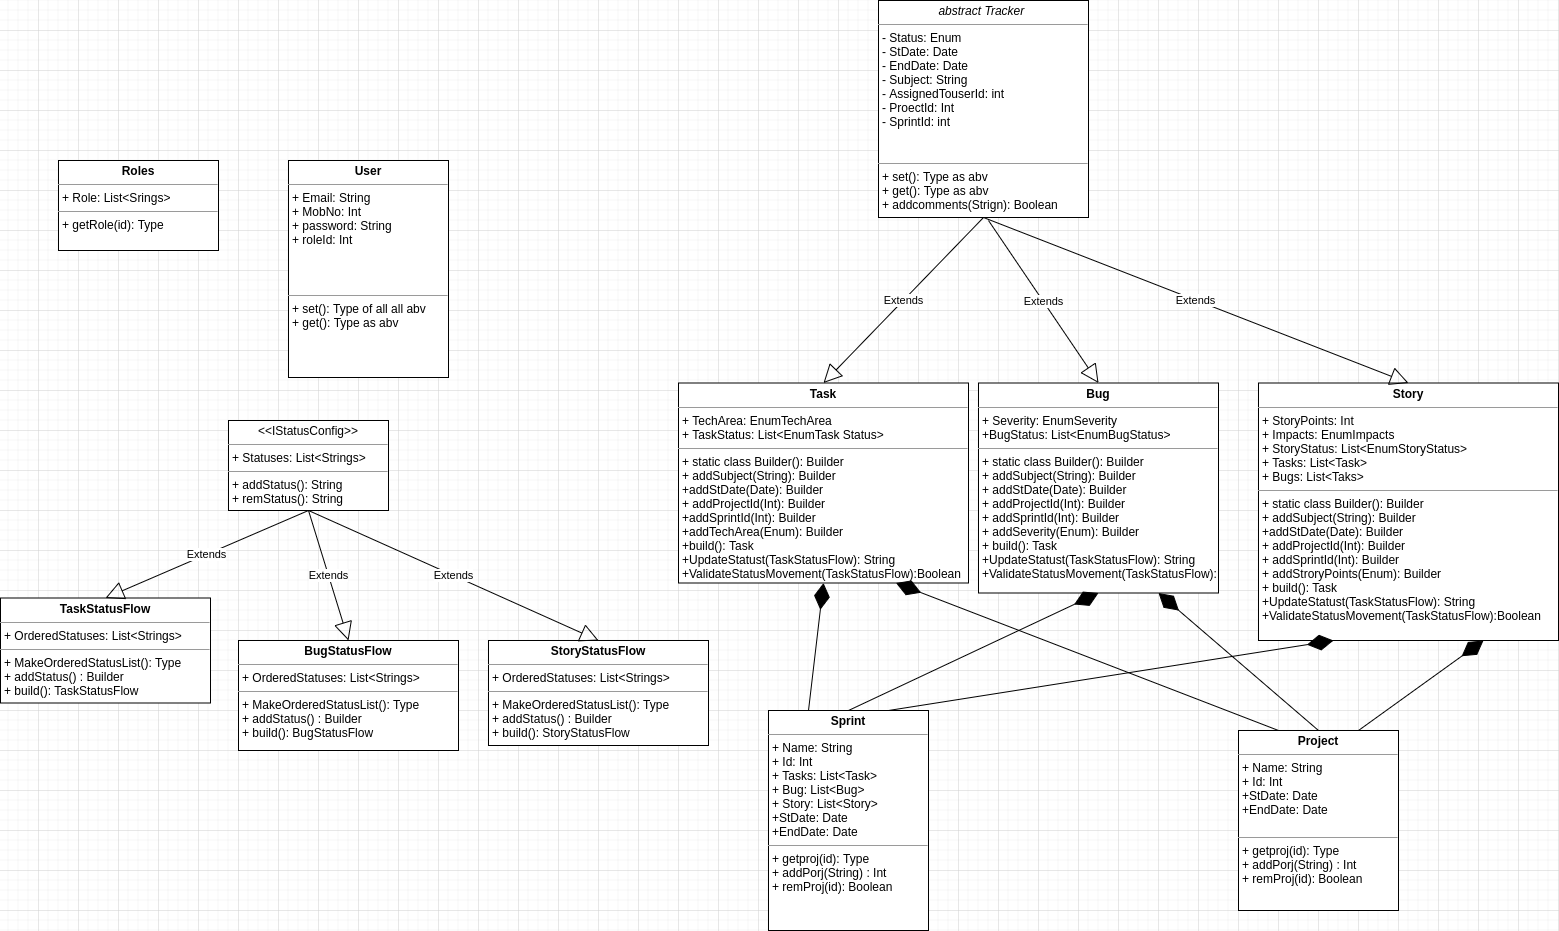 abstract Tracker
- Status: Enum
- StDate: Date
- EndDate: Date
- Subject: String
- AssignedTouserId: int
- ProectId: Int
- SprintId: int
+ set(): Type as abv
+ get(): Type as abv
+ addcomments(Strign): Boolean
Roles
+ Role: List<Srings>
+ getRole(id): Type
User
+ Email: String
+ MobNo: Int
+ password: String
+ roleId: Int
+ set(): Type of all all abv
+ get(): Type as abv
Extends
Extends
Extends
Task
+ TechArea: EnumTechArea
+ TaskStatus: List<EnumTask Status>
+ static class Builder(): Builder
+ addSubject(String): Builder
+addStDate(Date): Builder
+ addProjectId(Int): Builder
+addSprintId(Int): Builder
+addTechArea(Enum): Builder
+build(): Task
+UpdateStatust(TaskStatusFlow): String
+ValidateStatusMovement(TaskStatusFlow):Boolean
Bug
+ Severity: EnumSeverity
+BugStatus: List<EnumBugStatus>
+ static class Builder(): Builder
+ addSubject(String): Builder
+addStDate(Date): Builder
+ addProjectId(Int): Builder
+ addSprintId(Int): Builder
+ addSeverity(Enum): Builder
+ build(): Task
+UpdateStatust(TaskStatusFlow): String
+ValidateStatusMovement(TaskStatusFlow):
Story
+ StoryPoints: Int
+ Impacts: EnumImpacts
+ StoryStatus: List<EnumStoryStatus>
+ Tasks: List<Task>
+ Bugs: List<Taks>
+ static class Builder(): Builder
+ addSubject(String): Builder
+addStDate(Date): Builder
+ addProjectId(Int): Builder
+ addSprintId(Int): Builder
+ addStroryPoints(Enum): Builder
+ build(): Task
+UpdateStatust(TaskStatusFlow): String
+ValidateStatusMovement(TaskStatusFlow):Boolean
<<IStatusConfig>>
+ Statuses: List<Strings>
+ addStatus(): String
+ remStatus(): String
Extends
Extends
Extends
TaskStatusFlow
+ OrderedStatuses: List<Strings>
+ MakeOrderedStatusList(): Type
+ addStatus() : Builder
+ build(): TaskStatusFlow
BugStatusFlow
+ OrderedStatuses: List<Strings>
+ MakeOrderedStatusList(): Type
+ addStatus() : Builder
+ build(): BugStatusFlow
StoryStatusFlow
+ OrderedStatuses: List<Strings>
+ MakeOrderedStatusList(): Type
+ addStatus() : Builder
+ build(): StoryStatusFlow
Sprint
+ Name: String
+ Id: Int
+ Tasks: List<Task>
+ Bug: List<Bug>
+ Story: List<Story>
+StDate: Date
+EndDate: Date
+ getproj(id): Type
+ addPorj(String) : Int
+ remProj(id): Boolean
Project
+ Name: String
+ Id: Int
+StDate: Date
+EndDate: Date
+ getproj(id): Type
+ addPorj(String) : Int
+ remProj(id): Boolean